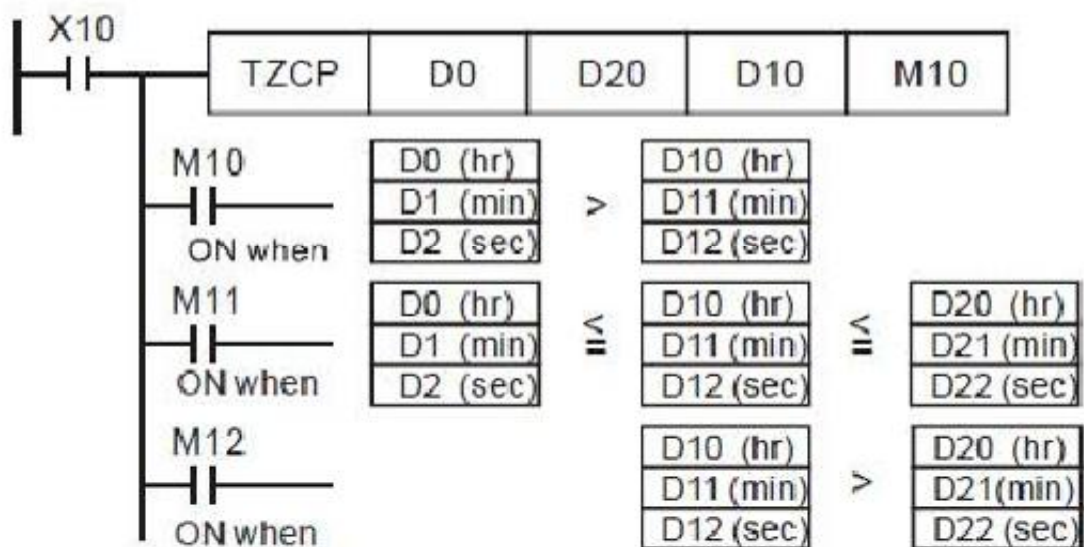 X10
TZCP D0 D20 D10 M10
M10
ON when
D0 (hr)
D1 (min)
D2 (sec)
>
D10 (hr)
D11 (min)
D12 (sec)
M11
ON when
D0 (hr)
D1 (min)
D2 (sec)
≦
D10 (hr)
D11 (min)
D12 (sec)
≦
D20 (hr)
D21 (min)
D22 (sec)
M12
ON when
D10 (hr)
D11 (min)
D12 (sec)
>
D20 (hr)
D21(min)
D22 (sec)